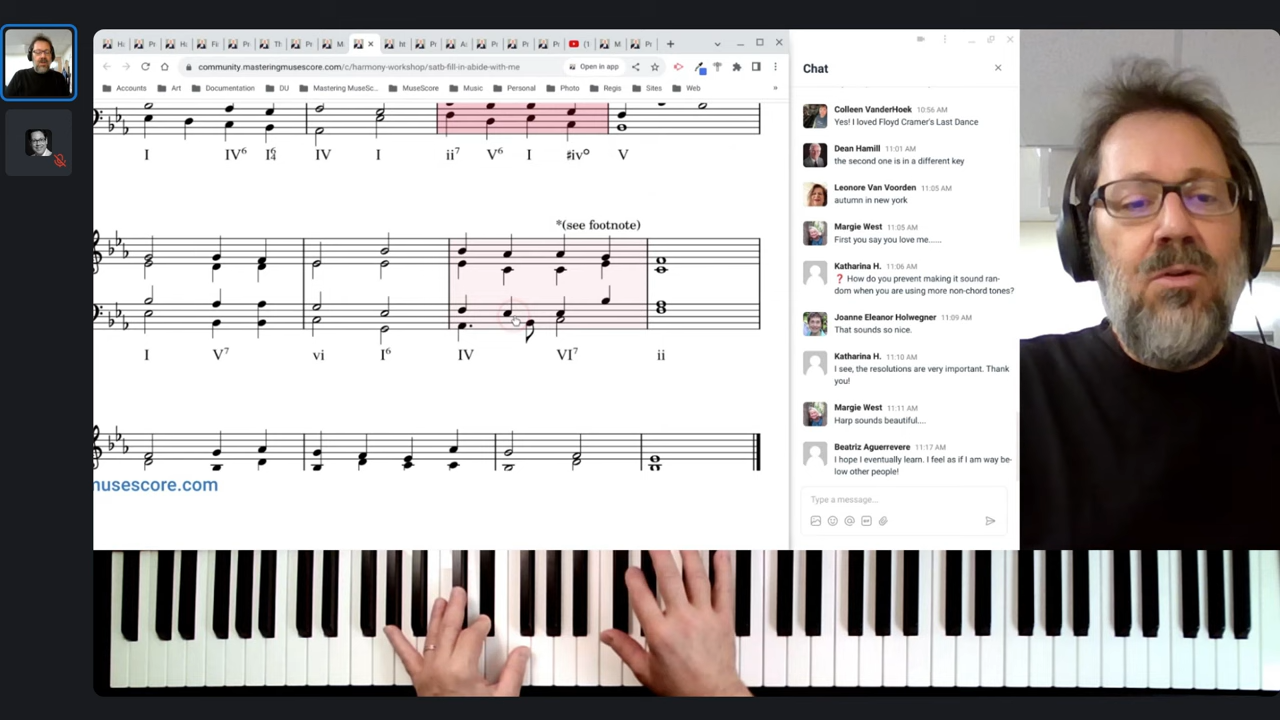 community.masteringmusescore.com/c/harmony-workshop/satb-fill-in-abide-with-me
Open in app
Accounts Art Documentation DU Mastering MuseSc... MuseScore Music Personal Photo Regis Sites Web
I IV6 I6 4 IV I ii7 V6 I ♯iv° V
*(see footnote)
I V7 vi I6 IV VI7 ii
musescore.com
Chat
Colleen VanderHoek 10:56 AM
Yes! I loved Floyd Cramer's Last Dance
Dean Hamill 11:01 AM
the second one is in a different key
Leonore Van Voorden 11:05 AM
autumn in new york
Margie West 11:05 AM
First you say you love me......
Katharina H. 11:06 AM
❓ How do you prevent making it sound ran-
dom when you are using more non-chord tones?
Joanne Eleanor Holwegner 11:09 AM
That sounds so nice.
Katharina H. 11:10 AM
I see, the resolutions are very important. Thank
you!
Margie West 11:11 AM
Harp sounds beautiful....
Beatriz Aguerrevere 11:17 AM
I hope I eventually learn. I feel as if I am way be-
low other people!
Type a message...